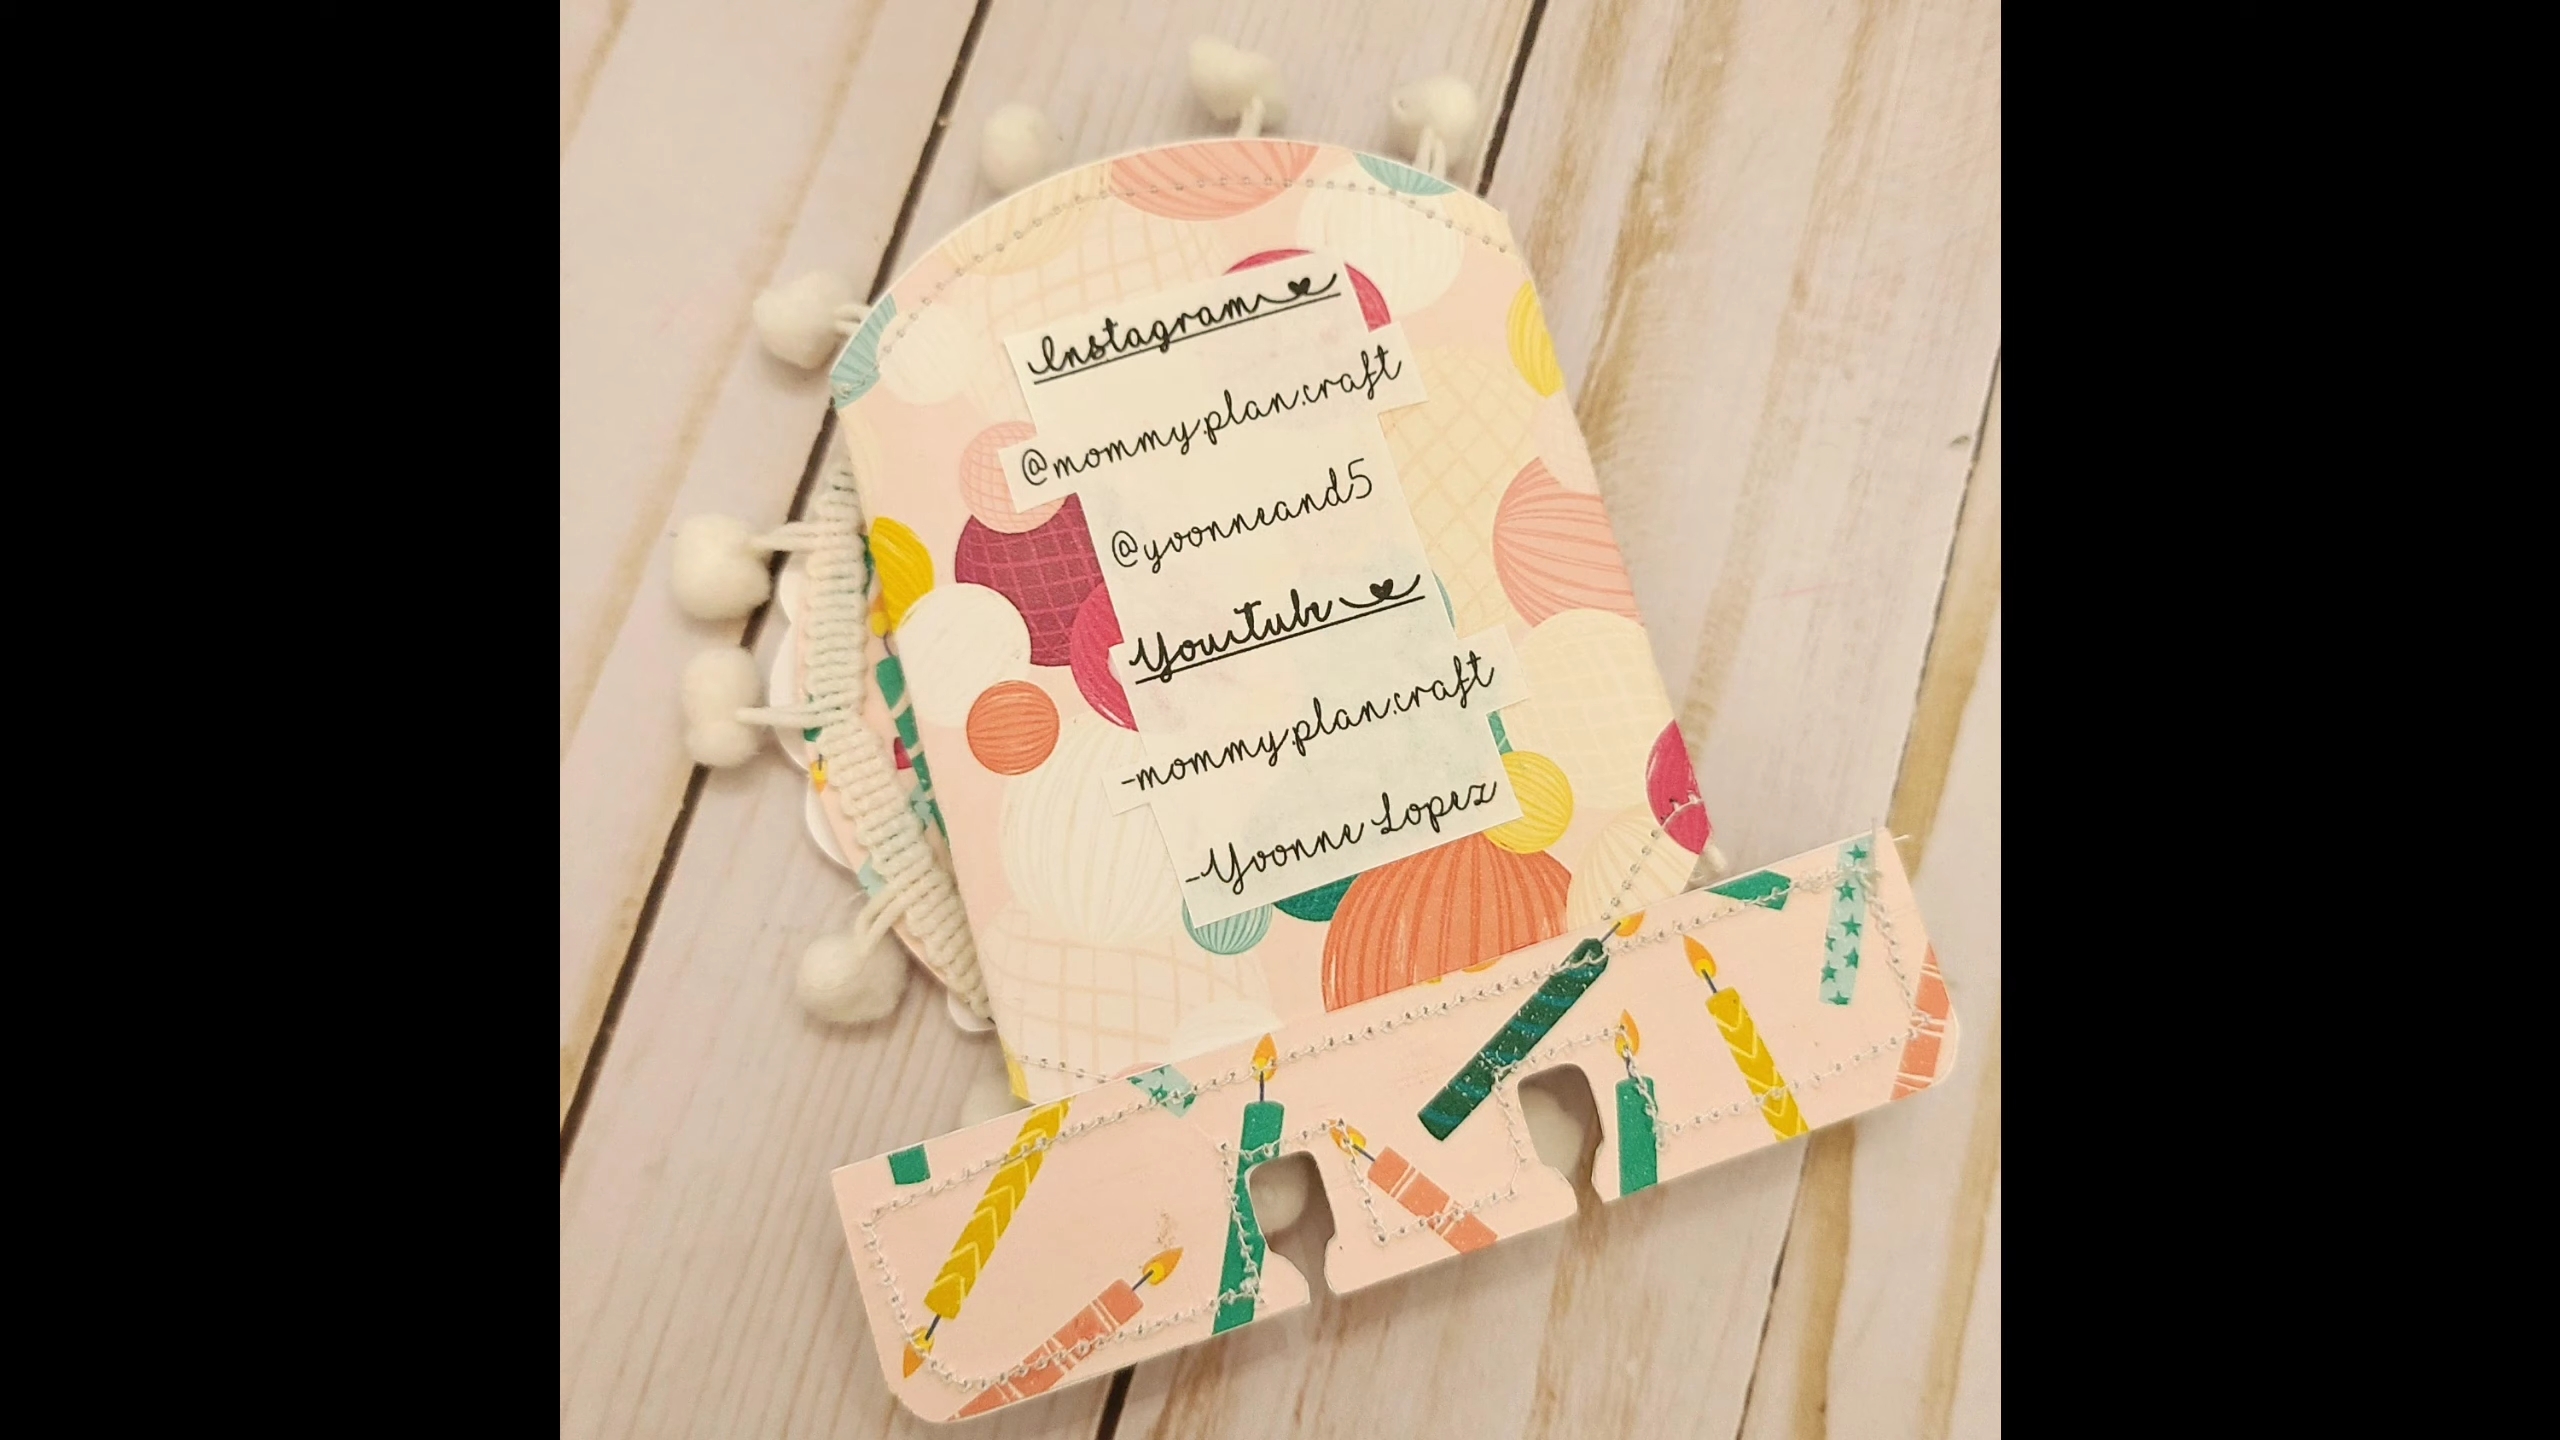 Instagram
@mommy.plan.craft
@yvonneand5
Youtube
-mommy.plan.craft
-Yvonne Lopez